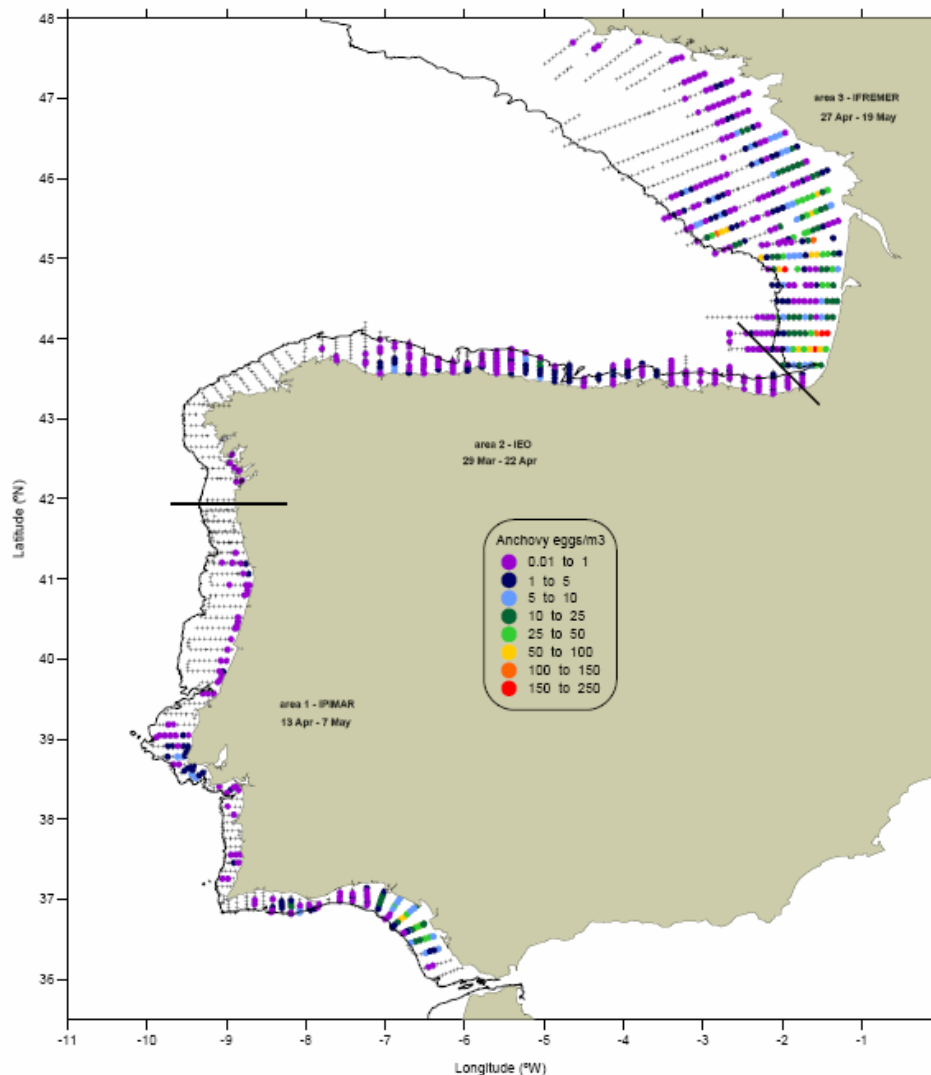 48
47
46
45
44
43
42
41
40
39
38
37
36
Latitude (ºN)
area 3 - IFREMER
27 Apr - 19 May
area 2 - IEO
29 Mar - 22 Apr
Anchovy eggs/m3
0.01 to 1
1 to 5
5 to 10
10 to 25
25 to 50
50 to 100
100 to 150
150 to 250
area 1 - IPIMAR
13 Apr - 7 May
-11 -10 -9 -8 -7 -6 -5 -4 -3 -2 -1
Longitude (ºW)